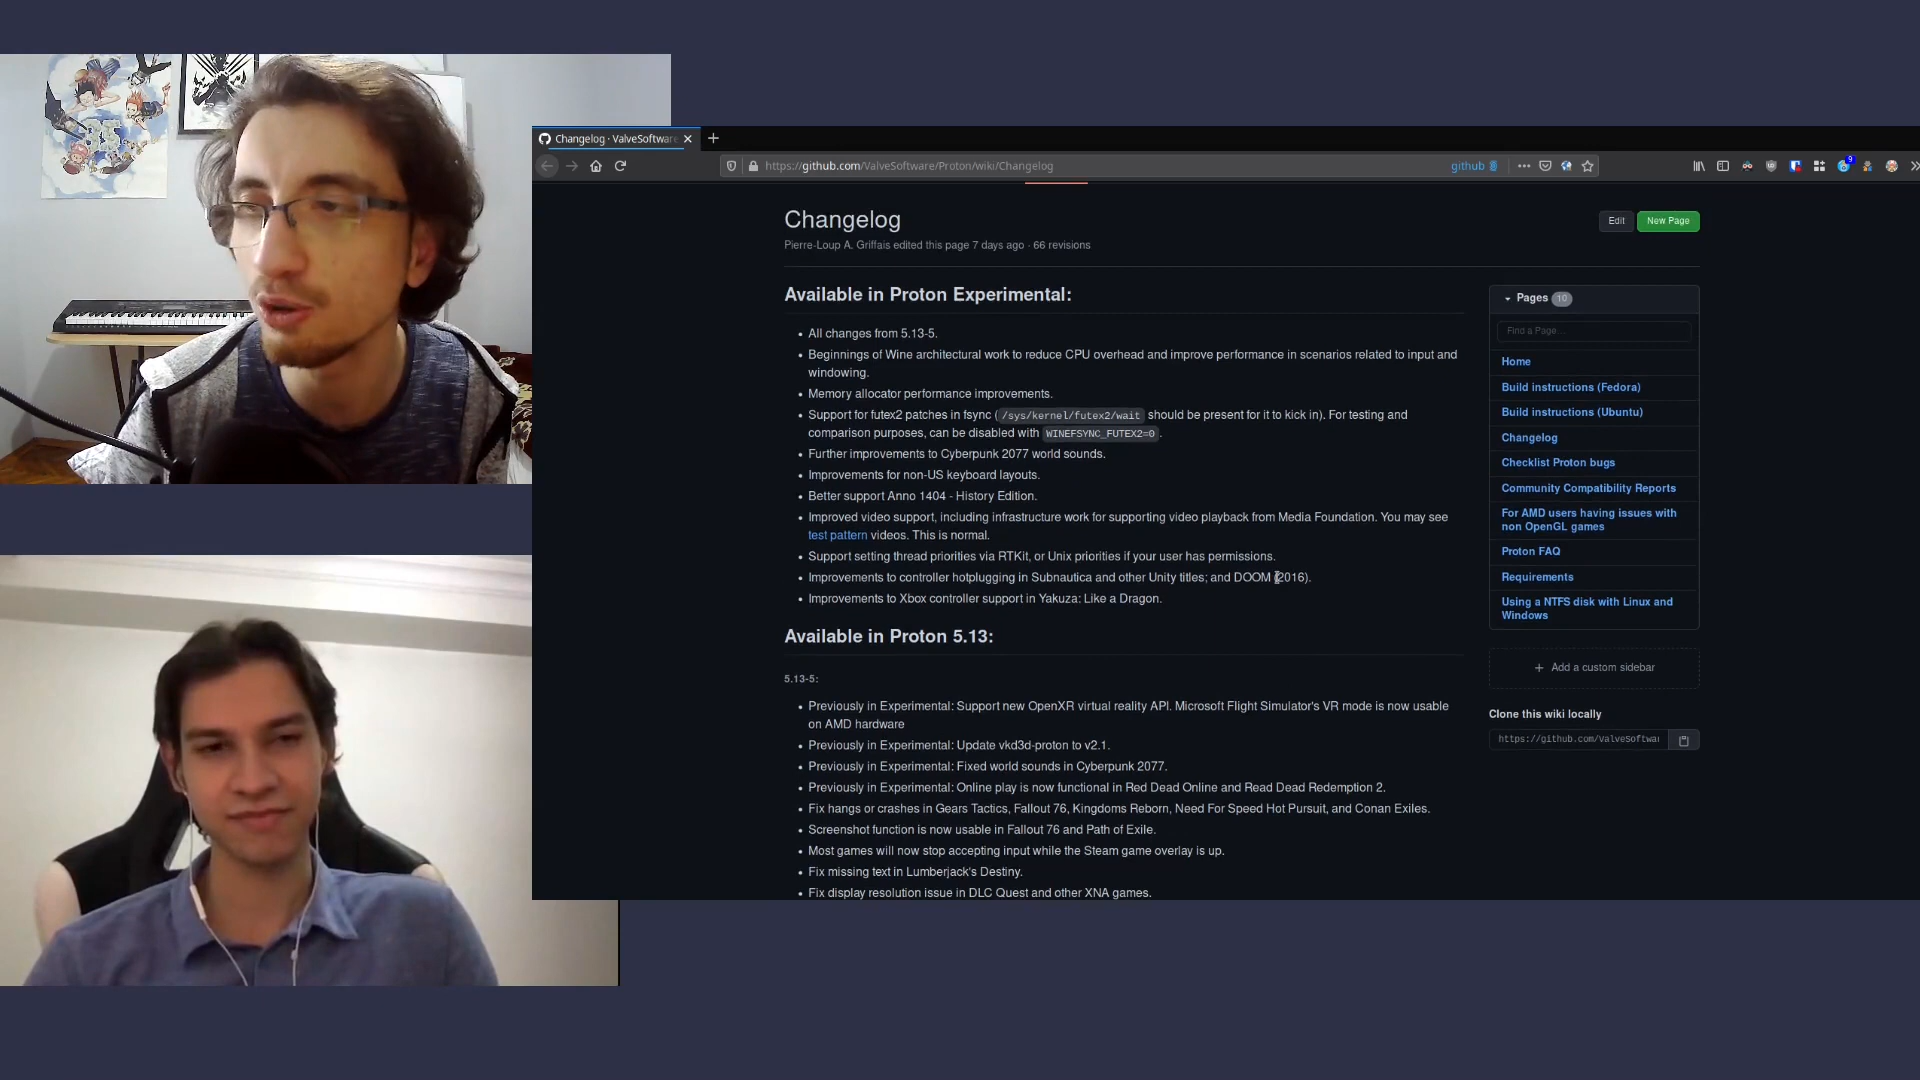 Changelog · ValveSoftware
https://github.com/ValveSoftware/Proton/wiki/Changelog
github
9
Changelog
Edit
New Page
Pierre-Loup A. Griffais edited this page 7 days ago · 66 revisions
Available in Proton Experimental:
All changes from 5.13-5.
Beginnings of Wine architectural work to reduce CPU overhead and improve performance in scenarios related to input and
windowing.
Memory allocator performance improvements.
Support for futex2 patches in fsync ( /sys/kernel/futex2/wait should be present for it to kick in). For testing and
comparison purposes, can be disabled with WINEFSYNC_FUTEX2=0 .
Further improvements to Cyberpunk 2077 world sounds.
Improvements for non-US keyboard layouts.
Better support Anno 1404 - History Edition.
Improved video support, including infrastructure work for supporting video playback from Media Foundation. You may see
test pattern videos. This is normal.
Support setting thread priorities via RTKit, or Unix priorities if your user has permissions.
Improvements to controller hotplugging in Subnautica and other Unity titles; and DOOM (2016).
Improvements to Xbox controller support in Yakuza: Like a Dragon.
Available in Proton 5.13:
5.13-5:
Previously in Experimental: Support new OpenXR virtual reality API. Microsoft Flight Simulator's VR mode is now usable
on AMD hardware
Previously in Experimental: Update vkd3d-proton to v2.1.
Previously in Experimental: Fixed world sounds in Cyberpunk 2077.
Previously in Experimental: Online play is now functional in Red Dead Online and Read Dead Redemption 2.
Fix hangs or crashes in Gears Tactics, Fallout 76, Kingdoms Reborn, Need For Speed Hot Pursuit, and Conan Exiles.
Screenshot function is now usable in Fallout 76 and Path of Exile.
Most games will now stop accepting input while the Steam game overlay is up.
Fix missing text in Lumberjack's Destiny.
Fix display resolution issue in DLC Quest and other XNA games.
Pages 10
Find a Page...
Home
Build instructions (Fedora)
Build instructions (Ubuntu)
Changelog
Checklist Proton bugs
Community Compatibility Reports
For AMD users having issues with
non OpenGL games
Proton FAQ
Requirements
Using a NTFS disk with Linux and
Windows
Add a custom sidebar
Clone this wiki locally
https://github.com/ValveSoftwa